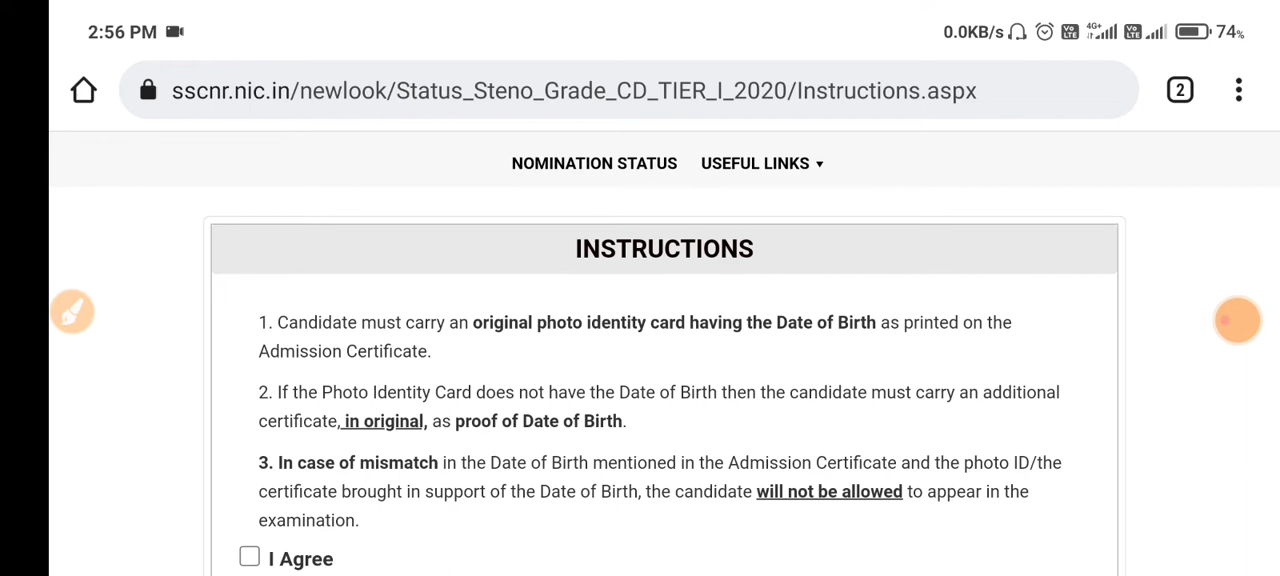 2:56 PM 0.0KB/s Vo LTE 4G+ Vo LTE 74%
sscnr.nic.in/newlook/Status_Steno_Grade_CD_TIER_I_2020/Instructions.aspx 2
NOMINATION STATUS USEFUL LINKS
INSTRUCTIONS
1. Candidate must carry an original photo identity card having the Date of Birth as printed on the
Admission Certificate.
2. If the Photo Identity Card does not have the Date of Birth then the candidate must carry an additional
certificate, in original, as proof of Date of Birth.
3. In case of mismatch in the Date of Birth mentioned in the Admission Certificate and the photo ID/the
certificate brought in support of the Date of Birth, the candidate will not be allowed to appear in the
examination.
I Agree